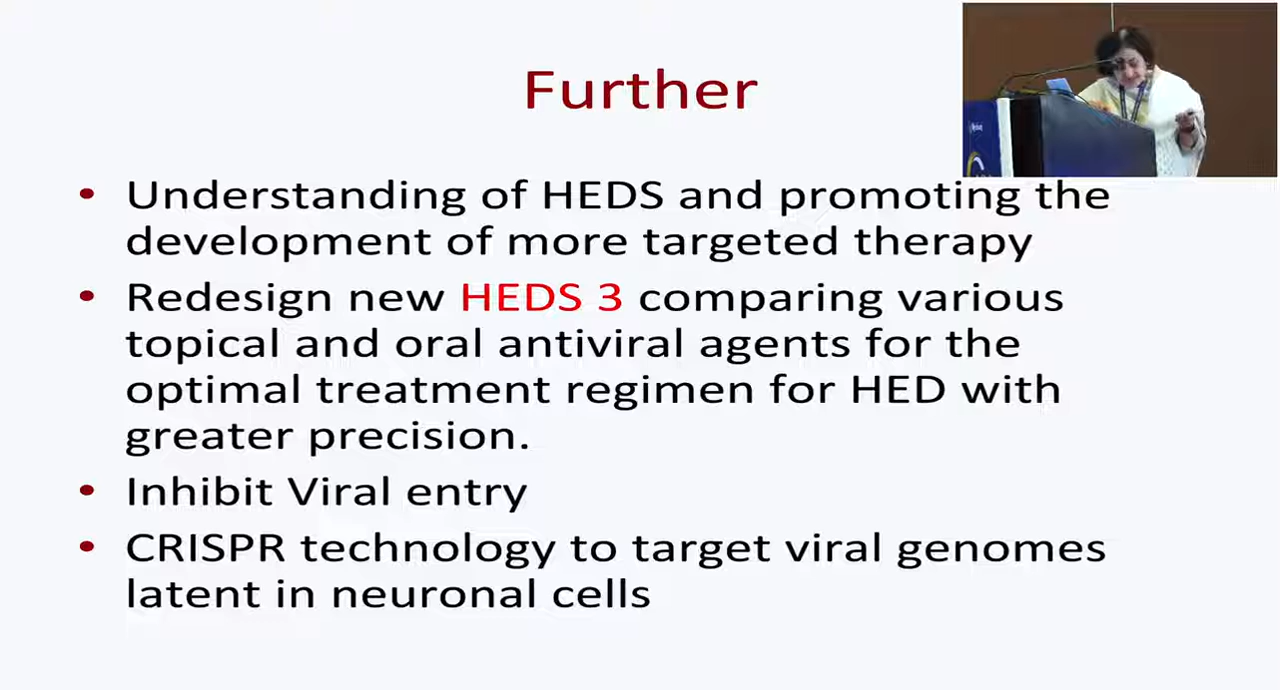 Further
• Understanding of HEDS and promoting the
development of more targeted therapy
• Redesign new HEDS 3 comparing various
topical and oral antiviral agents for the
optimal treatment regimen for HED with
greater precision.
• Inhibit Viral entry
• CRISPR technology to target viral genomes
latent in neuronal cells